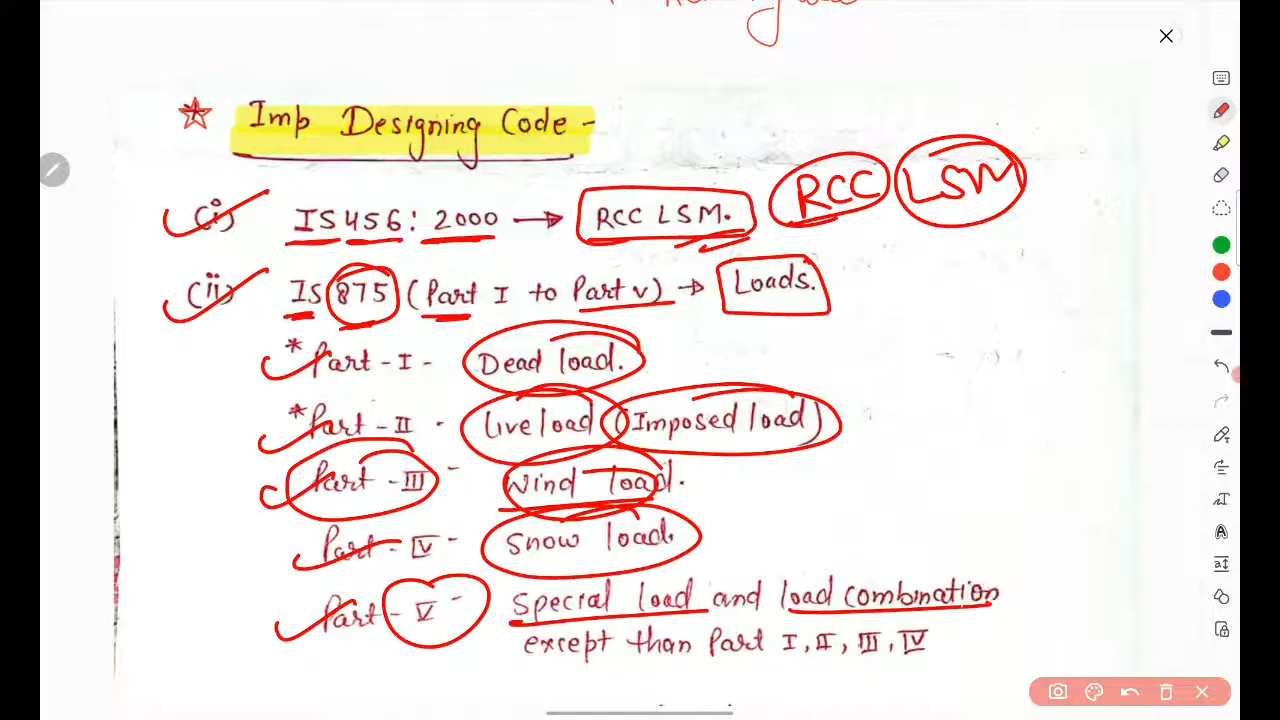 Imp Designing Code -
RCC LSM
(i) IS 456 : 2000 → RCC LSM.
(ii) IS 875 (Part I to Part V) → Loads.
* Part - I - Dead load.
* Part - II - Live load (Imposed load)
Part - III - Wind load.
Part - IV - Snow load.
Part - V - Special load and load combination
except than Part I, II, III, IV